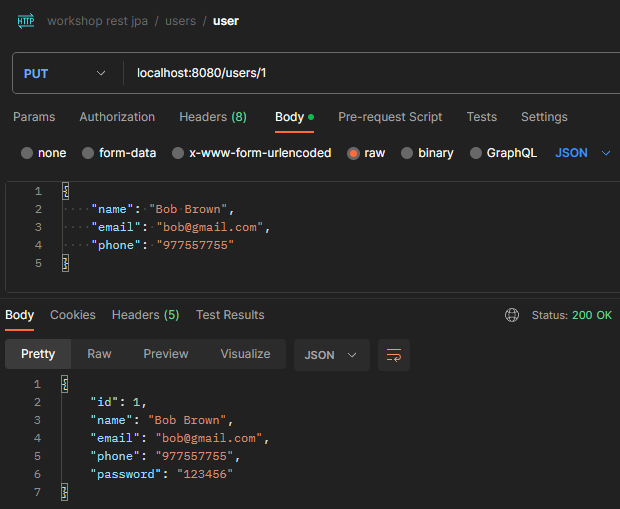 HTTP workshop rest jpa / users / user
PUT localhost:8080/users/1
Params Authorization Headers (8) Body Pre-request Script Tests Settings
none form-data x-www-form-urlencoded raw binary GraphQL JSON
1 {
2 "name": "Bob Brown",
3 "email": "bob@gmail.com",
4 "phone": "977557755"
5 }
Body Cookies Headers (5) Test Results Status: 200 OK
Pretty Raw Preview Visualize JSON
1 {
2 "id": 1,
3 "name": "Bob Brown",
4 "email": "bob@gmail.com",
5 "phone": "977557755",
6 "password": "123456"
7 }